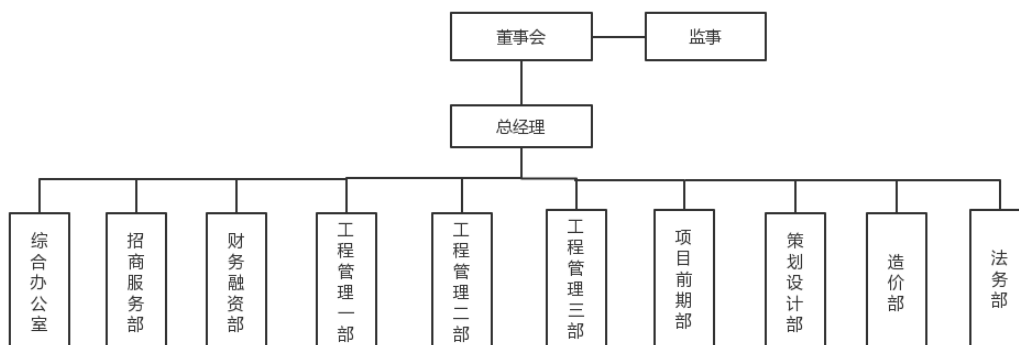 董事会
监事
总经理
综合办公室
招商服务部
财务融资部
工程管理一部
工程管理二部
工程管理三部
项目前期部
策划设计部
造价部
法务部